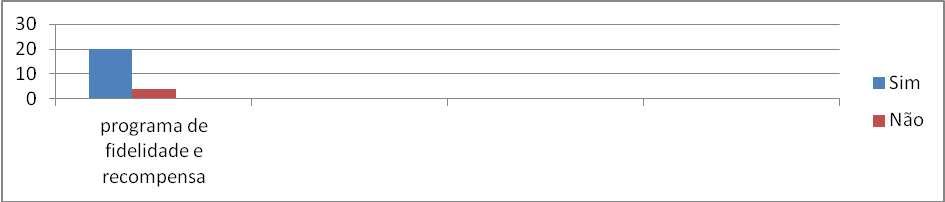 30
20
10
0
programa de
fidelidade e
recompensa
Sim
Não